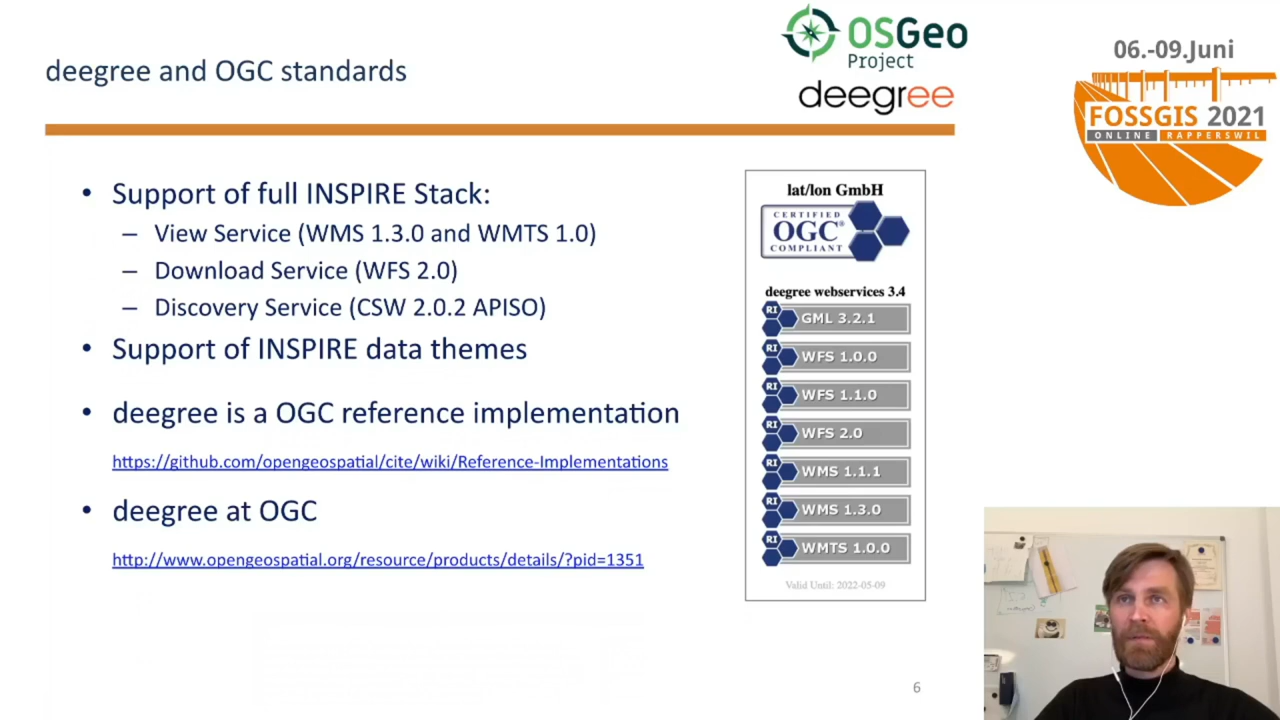 deegree and OGC standards
OSGeo
Project
deegree
06.-09.Juni
FOSSGIS 2021
ONLINE RAPPERSWIL
• Support of full INSPIRE Stack:
– View Service (WMS 1.3.0 and WMTS 1.0)
– Download Service (WFS 2.0)
– Discovery Service (CSW 2.0.2 APISO)
• Support of INSPIRE data themes
• deegree is a OGC reference implementation
https://github.com/opengeospatial/cite/wiki/Reference-Implementations
• deegree at OGC
http://www.opengeospatial.org/resource/products/details/?pid=1351
lat/lon GmbH
CERTIFIED
OGC®
COMPLIANT
deegree webservices 3.4
RI GML 3.2.1
RI WFS 1.0.0
RI WFS 1.1.0
RI WFS 2.0
RI WMS 1.1.1
RI WMS 1.3.0
RI WMTS 1.0.0
Valid Until: 2022-05-09
6